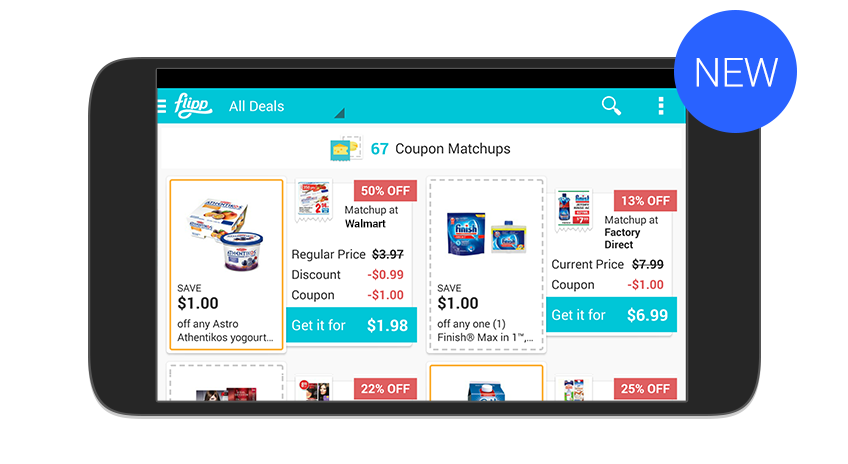 NEW
flipp
All Deals
67 Coupon Matchups
50% OFF
Matchup at
Walmart
Regular Price $3.97
Discount -$0.99
Coupon -$1.00
Get it for $1.98
SAVE
$1.00
off any Astro
Athentikos yogourt...
13% OFF
Matchup at
Factory
Direct
Current Price $7.99
Coupon -$1.00
Get it for $6.99
finish
SAVE
$1.00
off any one (1)
Finish® Max in 1™,...
22% OFF
25% OFF